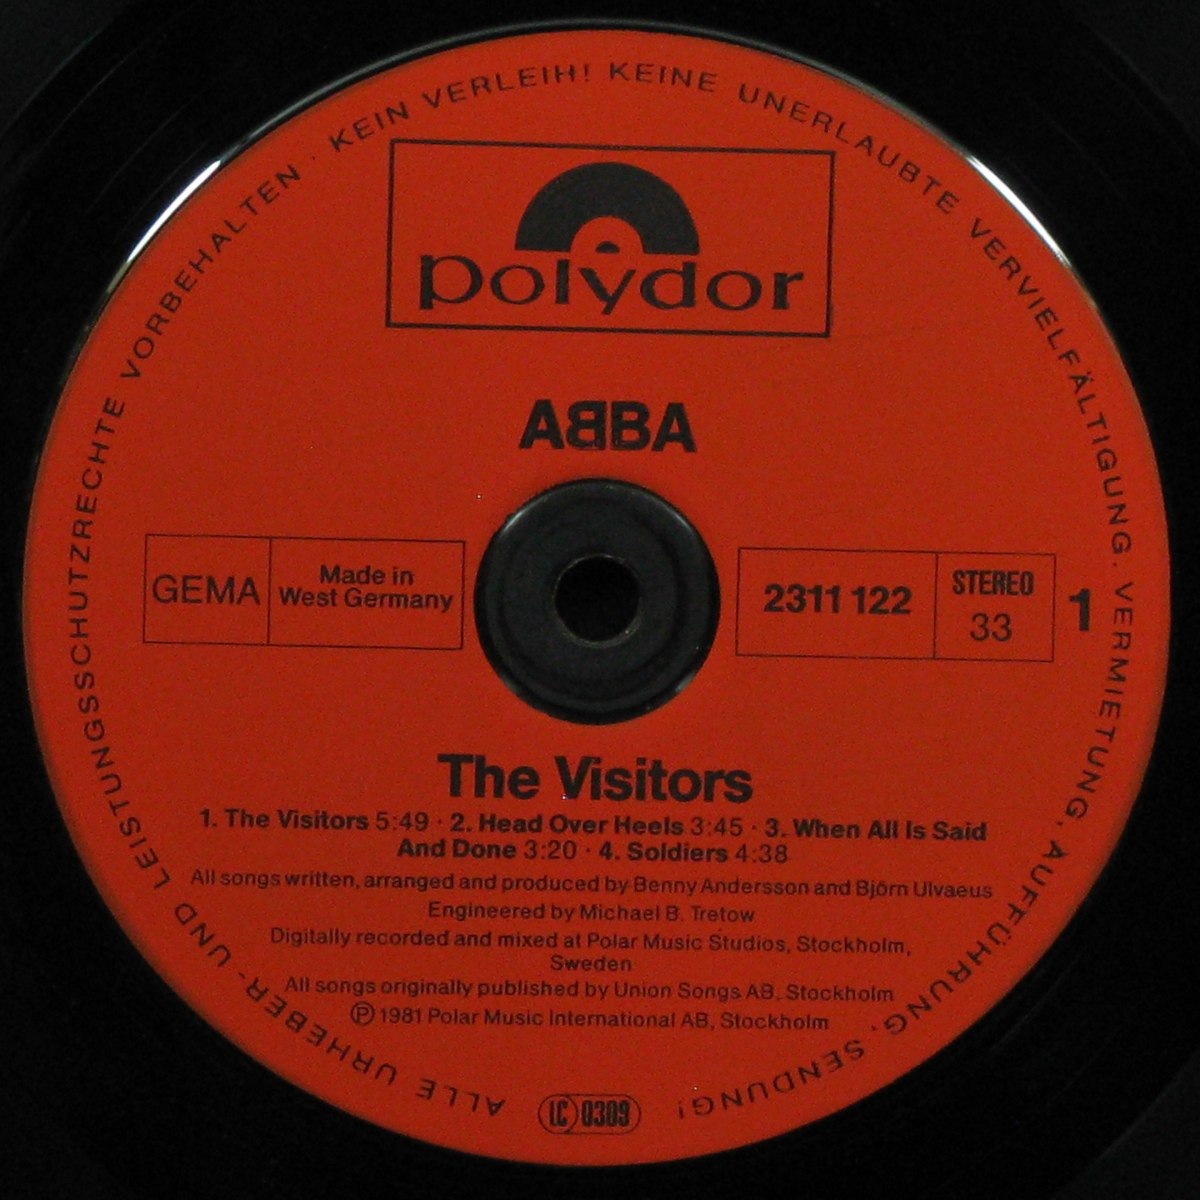 ALLE URHEBER- UND LEISTUNGSSCHUTZRECHTE VORBEHALTEN · KEIN VERLEIH! KEINE UNERLAUBTE VERVIELFÄLTIGUNG, VERMIETUNG, AUFFÜHRUNG, SENDUNG!
polydor
ABBA
GEMA
Made in
West Germany
2311 122
STEREO
33
1
The Visitors
1. The Visitors 5:49 · 2. Head Over Heels 3:45 · 3. When All Is Said
And Done 3:20 · 4. Soldiers 4:38
All songs written, arranged and produced by Benny Andersson and Björn Ulvaeus
Engineered by Michael B. Tretow
Digitally recorded and mixed at Polar Music Studios, Stockholm,
Sweden
All songs originally published by Union Songs AB, Stockholm
℗ 1981 Polar Music International AB, Stockholm
LC 0309